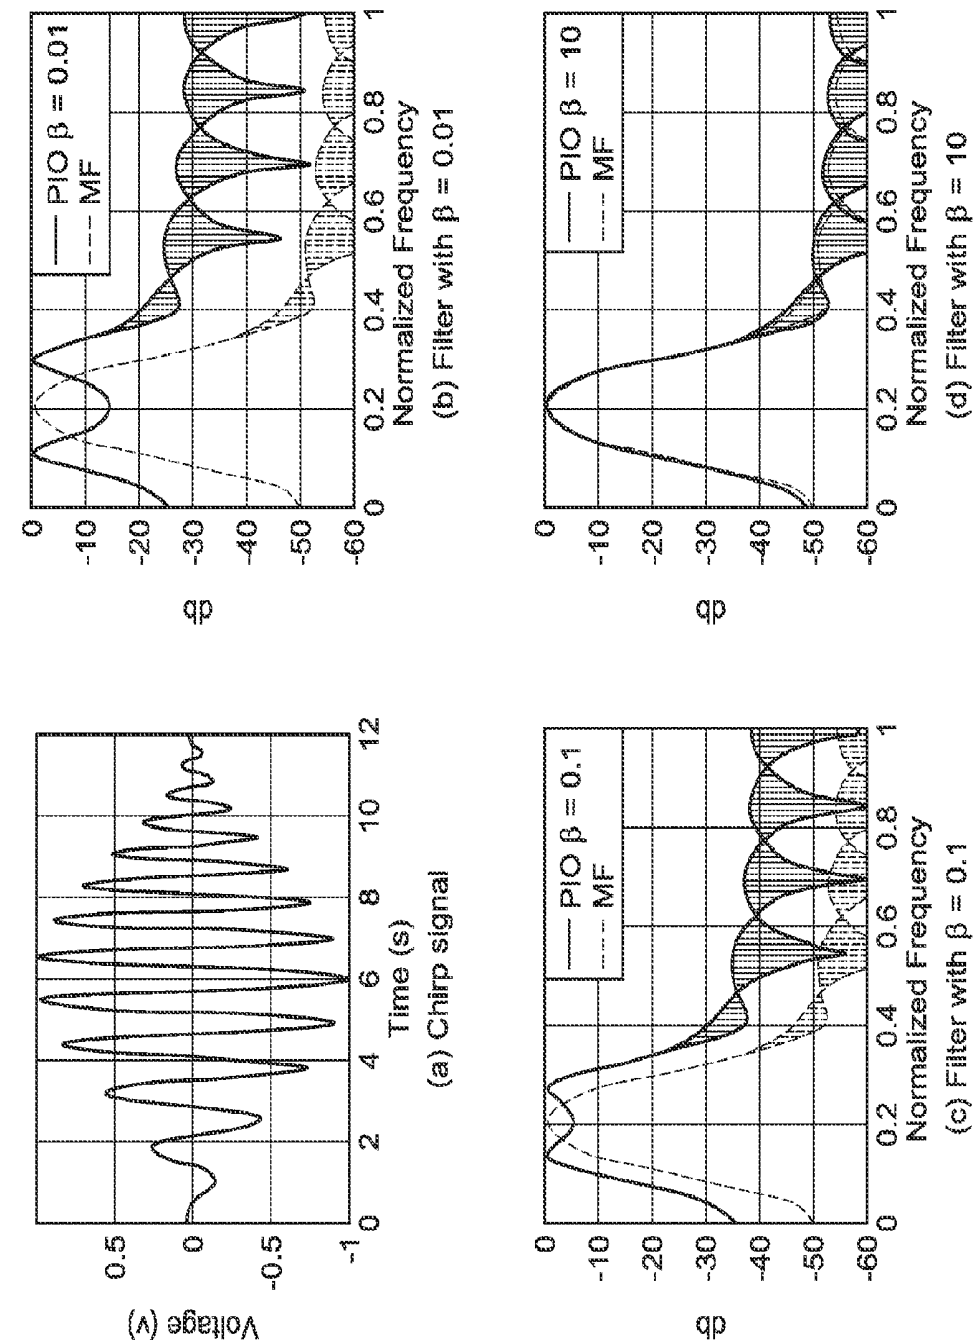 Voltage (v)
0.5
0
-0.5
-1
0
2
4
6
8
10
12
Time (s)
(a) Chirp signal
db
0
-10
-20
-30
-40
-50
-60
PIO β = 0.01
MF
0
0.2
0.4
0.6
0.8
1
Normalized Frequency
(b) Filter with β = 0.01
db
0
-10
-20
-30
-40
-50
-60
PIO β = 0.1
MF
0
0.2
0.4
0.6
0.8
1
Normalized Frequency
(c) Filter with β = 0.1
db
0
-10
-20
-30
-40
-50
-60
PIO β = 10
MF
0
0.2
0.4
0.6
0.8
1
Normalized Frequency
(d) Filter with β = 10